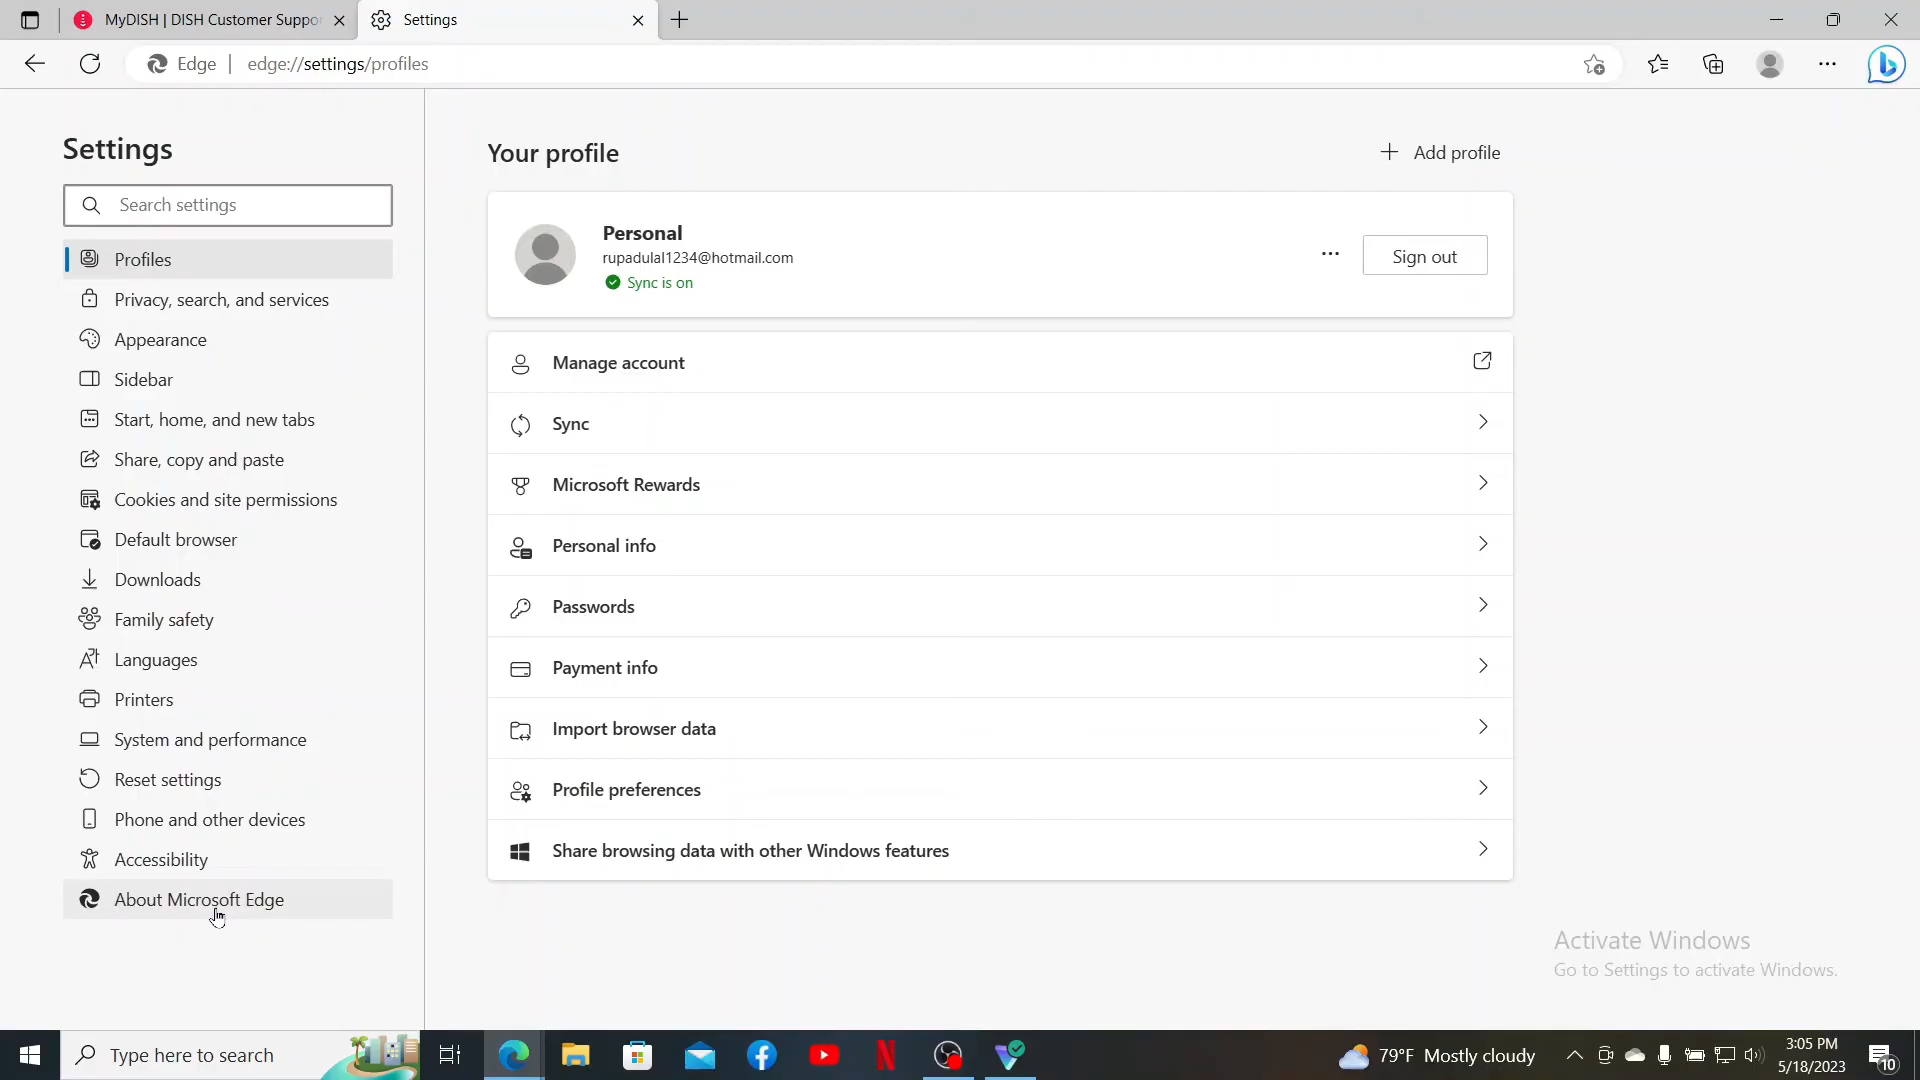 MyDISH | DISH Customer Suppo
Settings
Edge
edge://settings/profiles
Settings
Search settings
Profiles
Privacy, search, and services
Appearance
Sidebar
Start, home, and new tabs
Share, copy and paste
Cookies and site permissions
Default browser
Downloads
Family safety
Languages
Printers
System and performance
Reset settings
Phone and other devices
Accessibility
About Microsoft Edge
Your profile
Add profile
Personal
rupadulal1234@hotmail.com
Sync is on
Sign out
Manage account
Sync
Microsoft Rewards
Personal info
Passwords
Payment info
Import browser data
Profile preferences
Share browsing data with other Windows features
Activate Windows
Go to Settings to activate Windows.
Type here to search
79°F Mostly cloudy
3:05 PM
5/18/2023
10